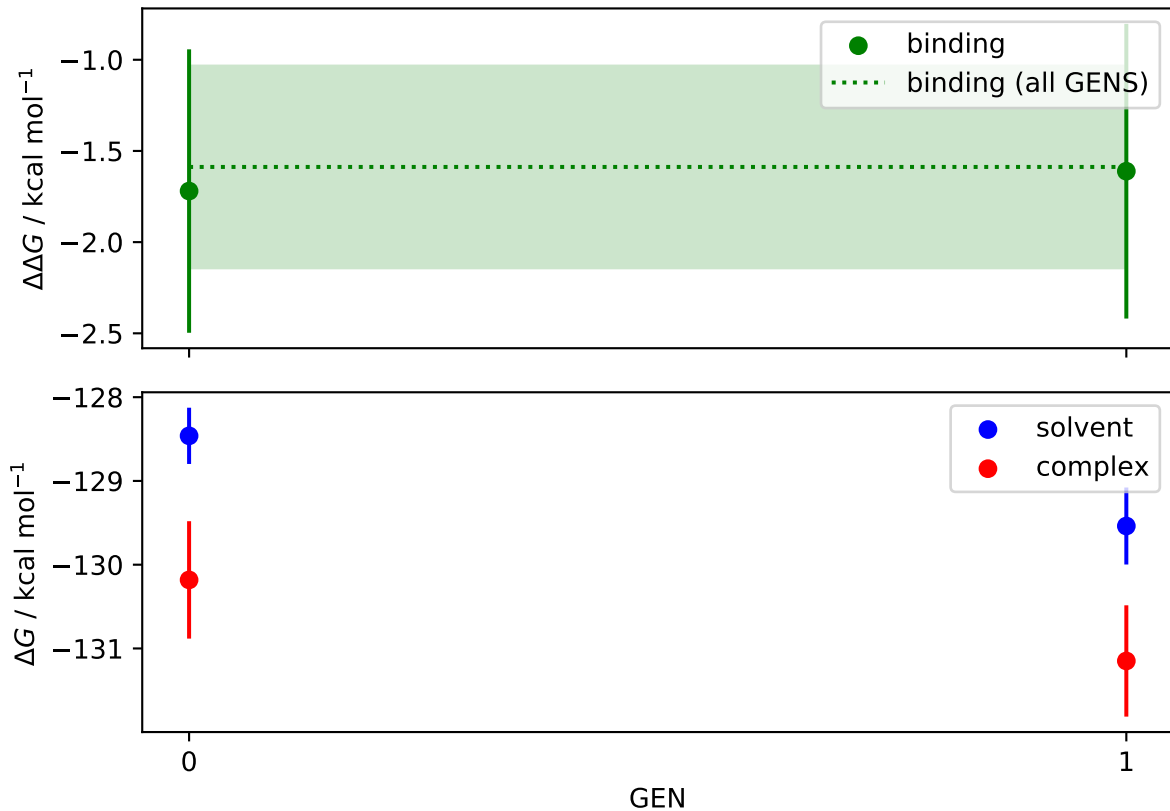 binding
binding (all GENS)
ΔΔG / kcal mol⁻¹
−1.0
−1.5
−2.0
−2.5
solvent
complex
ΔG / kcal mol⁻¹
−128
−129
−130
−131
0
1
GEN